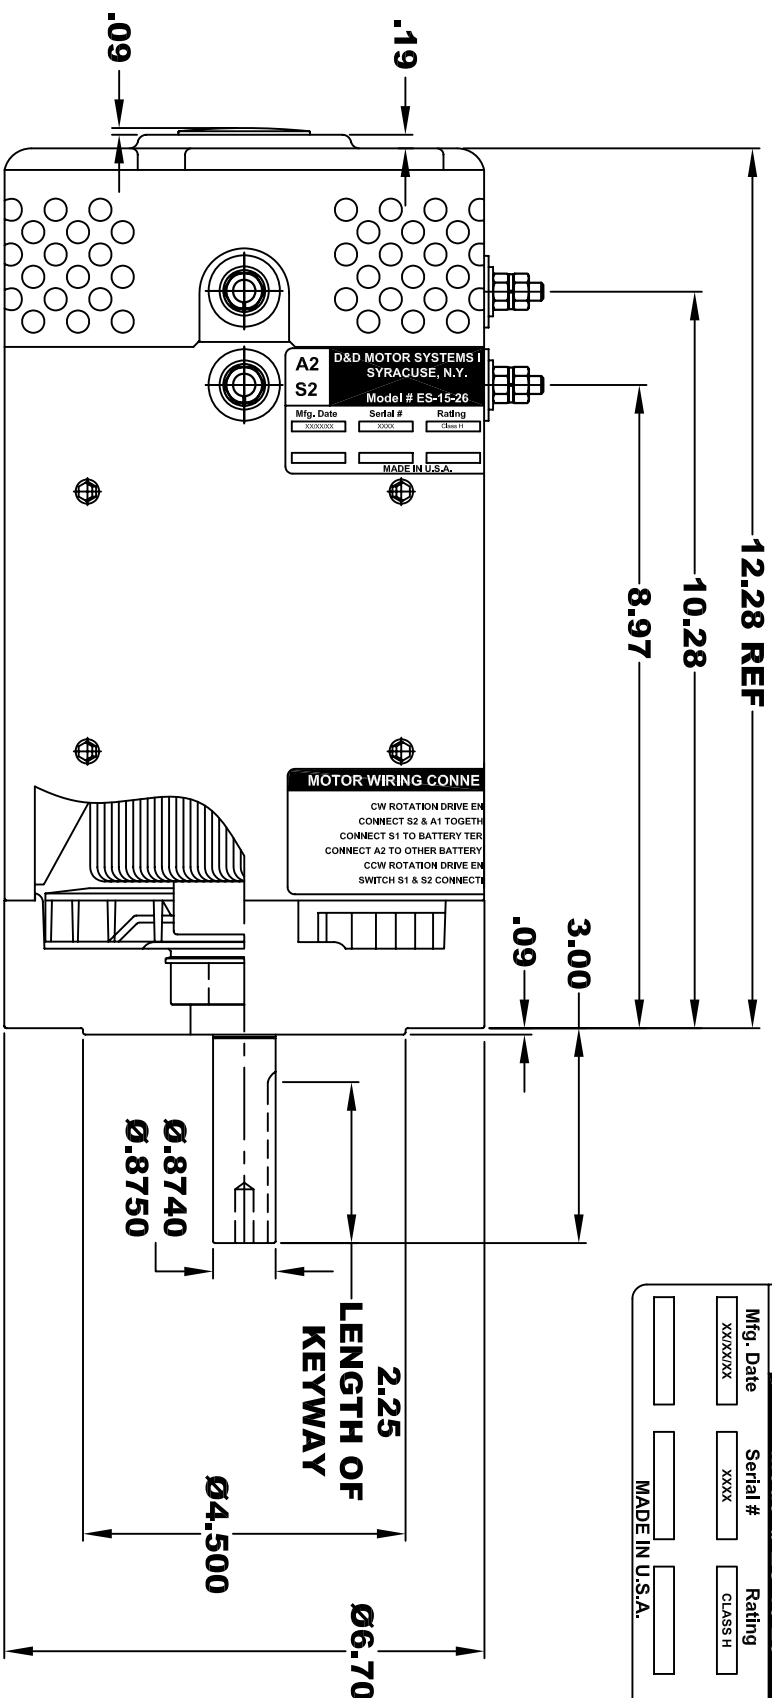 .09
.19
12.28 REF
10.28
8.97
A2
S2
D&D MOTOR SYSTEMS I
SYRACUSE, N.Y.
Model # ES-15-26
Mfg. Date Serial # Rating
XX/XX/XX XXXX Class H
MADE IN U.S.A.
MOTOR WIRING CONNE
CW ROTATION DRIVE EN
CONNECT S2 & A1 TOGETH
CONNECT S1 TO BATTERY TER
CONNECT A2 TO OTHER BATTERY
CCW ROTATION DRIVE EN
SWITCH S1 & S2 CONNECTI
.09
3.00
Ø.8740
Ø.8750
2.25
LENGTH OF
KEYWAY
Ø4.500
Ø6.70
Mfg. Date Serial # Rating
XX/XX/XX XXXX CLASS H
MADE IN U.S.A.